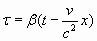 τ = β(t − v/c² x)